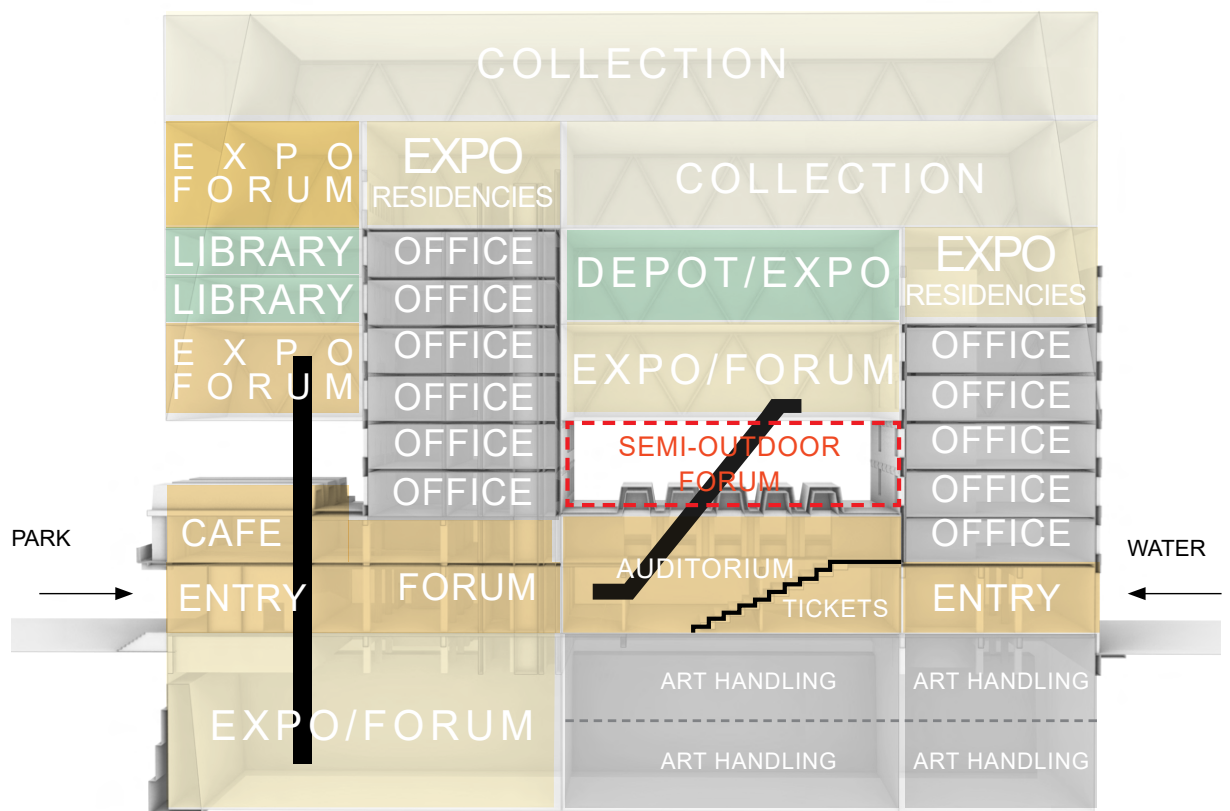 COLLECTION
EXPO
FORUM
EXPO
RESIDENCIES
COLLECTION
LIBRARY
LIBRARY
OFFICE
OFFICE
DEPOT/EXPO
EXPO
RESIDENCIES
EXPO
FORUM
OFFICE
OFFICE
OFFICE
OFFICE
EXPO/FORUM
OFFICE
OFFICE
OFFICE
OFFICE
OFFICE
SEMI-OUTDOOR
FORUM
PARK
CAFE
ENTRY
FORUM
AUDITORIUM
TICKETS
ENTRY
WATER
EXPO/FORUM
ART HANDLING
ART HANDLING
ART HANDLING
ART HANDLING